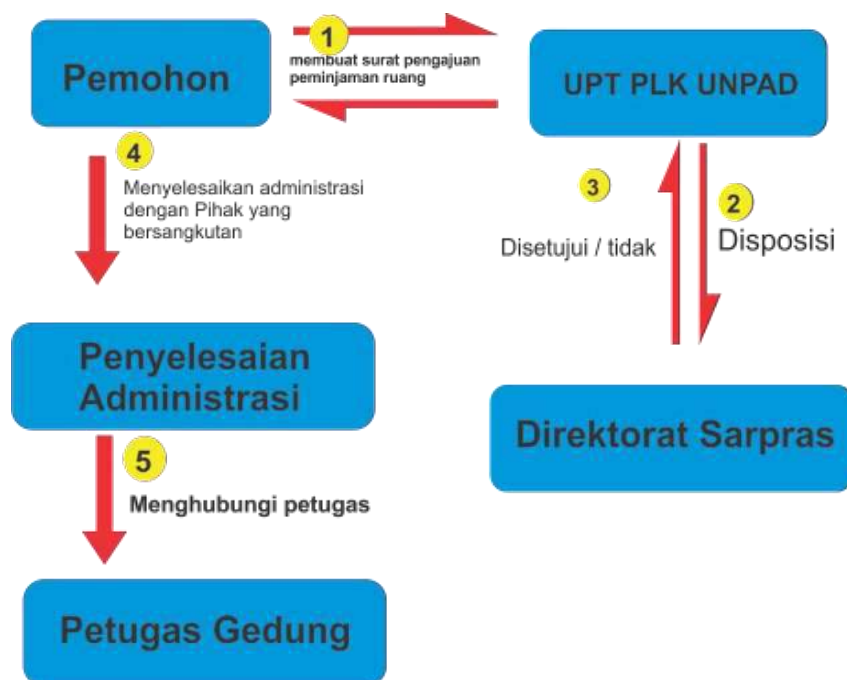 Pemohon
1
membuat surat pengajuan
peminjaman ruang
UPT PLK UNPAD
4
Menyelesaikan administrasi
dengan Pihak yang
bersangkutan
3
Disetujui / tidak
2
Disposisi
Penyelesaian
Administrasi
Direktorat Sarpras
5
Menghubungi petugas
Petugas Gedung